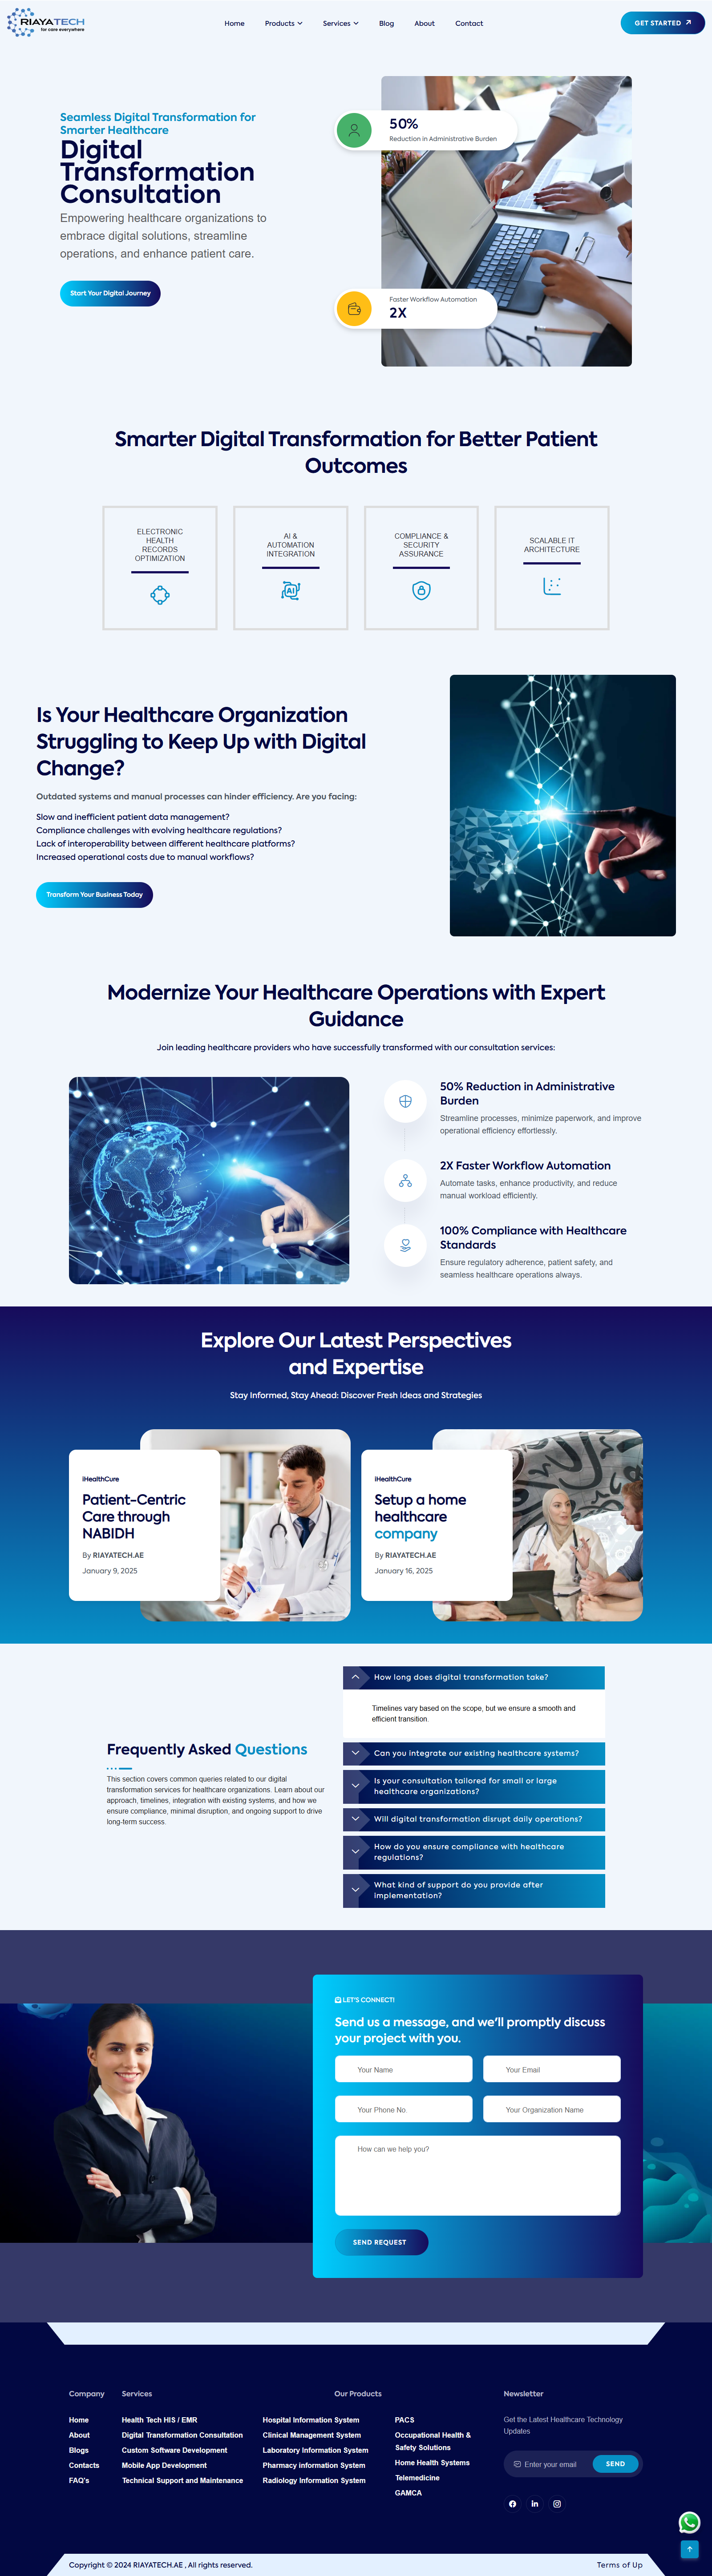 RIAYATECH
for care everywhere
Home
Products
Services
Blog
About
Contact
GET STARTED
Seamless Digital Transformation for
Smarter Healthcare
Digital
Transformation
Consultation
Empowering healthcare organizations to
embrace digital solutions, streamline
operations, and enhance patient care.
Start Your Digital Journey
50%
Reduction in Administrative Burden
Faster Workflow Automation
2X
Smarter Digital Transformation for Better Patient
Outcomes
ELECTRONIC
HEALTH
RECORDS
OPTIMIZATION
AI &
AUTOMATION
INTEGRATION
AI
COMPLIANCE &
SECURITY
ASSURANCE
SCALABLE IT
ARCHITECTURE
Is Your Healthcare Organization
Struggling to Keep Up with Digital
Change?
Outdated systems and manual processes can hinder efficiency. Are you facing:
Slow and inefficient patient data management?
Compliance challenges with evolving healthcare regulations?
Lack of interoperability between different healthcare platforms?
Increased operational costs due to manual workflows?
Transform Your Business Today
Modernize Your Healthcare Operations with Expert
Guidance
Join leading healthcare providers who have successfully transformed with our consultation services:
50% Reduction in Administrative
Burden
Streamline processes, minimize paperwork, and improve
operational efficiency effortlessly.
2X Faster Workflow Automation
Automate tasks, enhance productivity, and reduce
manual workload efficiently.
100% Compliance with Healthcare
Standards
Ensure regulatory adherence, patient safety, and
seamless healthcare operations always.
Explore Our Latest Perspectives
and Expertise
Stay Informed, Stay Ahead: Discover Fresh Ideas and Strategies
iHealthCure
Patient-Centric
Care through
NABIDH
By RIAYATECH.AE
January 9, 2025
iHealthCure
Setup a home
healthcare
company
By RIAYATECH.AE
January 16, 2025
Frequently Asked Questions
This section covers common queries related to our digital
transformation services for healthcare organizations. Learn about our
approach, timelines, integration with existing systems, and how we
ensure compliance, minimal disruption, and ongoing support to drive
long-term success.
How long does digital transformation take?
Timelines vary based on the scope, but we ensure a smooth and
efficient transition.
Can you integrate our existing healthcare systems?
Is your consultation tailored for small or large
healthcare organizations?
Will digital transformation disrupt daily operations?
How do you ensure compliance with healthcare
regulations?
What kind of support do you provide after
implementation?
LET'S CONNECT!
Send us a message, and we'll promptly discuss
your project with you.
Your Name
Your Email
Your Phone No.
Your Organization Name
How can we help you?
SEND REQUEST
Company
Home
About
Blogs
Contacts
FAQ's
Services
Health Tech HIS / EMR
Digital Transformation Consultation
Custom Software Development
Mobile App Development
Technical Support and Maintenance
Our Products
Hospital Information System
Clinical Management System
Laboratory Information System
Pharmacy information System
Radiology Information System
PACS
Occupational Health &
Safety Solutions
Home Health Systems
Telemedicine
GAMCA
Newsletter
Get the Latest Healthcare Technology
Updates
Enter your email
SEND
Copyright © 2024 RIAYATECH.AE , All rights reserved.
Terms of Up